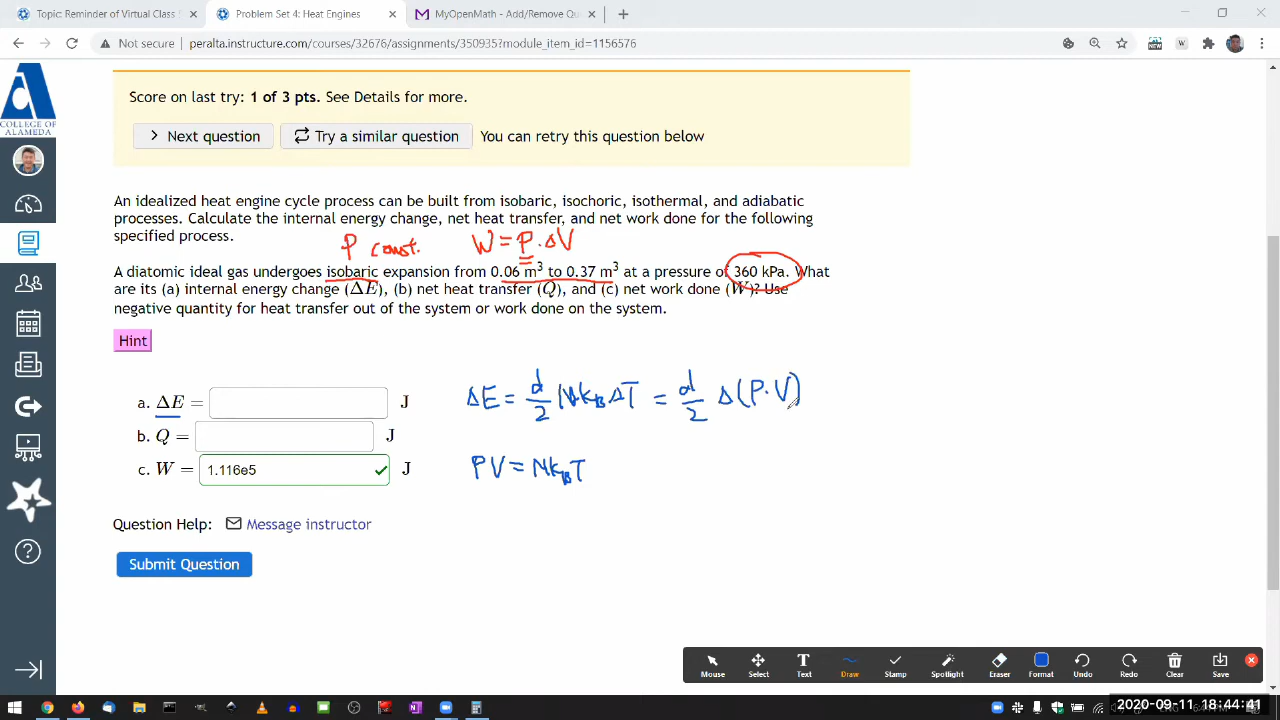 Topic: Reminder of Virtual Class
Problem Set 4: Heat Engines
MyOpenMath - Add/Remove Qu
Not secure | peralta.instructure.com/courses/32676/assignments/350935?module_item_id=1156576
COLLEGE OF
ALAMEDA
Score on last try: 1 of 3 pts. See Details for more.
Next question
Try a similar question
You can retry this question below
An idealized heat engine cycle process can be built from isobaric, isochoric, isothermal, and adiabatic
processes. Calculate the internal energy change, net heat transfer, and net work done for the following
specified process.
P const.
W = P·ΔV
A diatomic ideal gas undergoes isobaric expansion from 0.06 m³ to 0.37 m³ at a pressure of 360 kPa. What
are its (a) internal energy change (ΔE), (b) net heat transfer (Q), and (c) net work done (W)? Use
negative quantity for heat transfer out of the system or work done on the system.
Hint
a. ΔE = J
ΔE = d/2 NkBΔT = d/2 Δ(P·V)
b. Q = J
c. W = 1.116e5 J
PV = NkBT
Question Help: Message instructor
Submit Question
Mouse Select Text Draw Stamp Spotlight Eraser Format Undo Redo Clear Save
2020-09-11 18:44:41